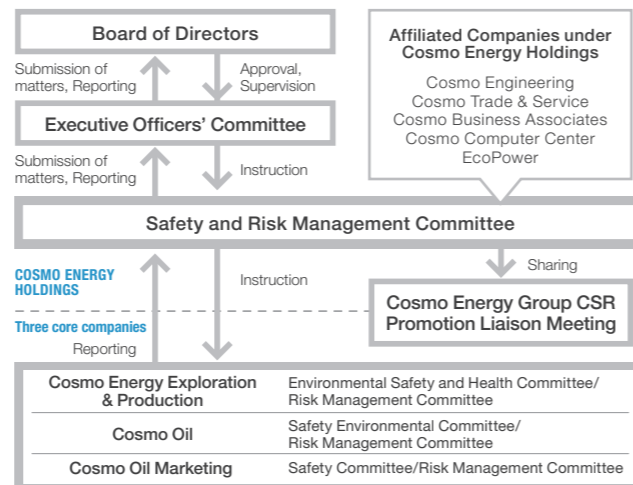 Board of Directors
Submission of
matters, Reporting
Approval,
Supervision
Executive Officers' Committee
Submission of
matters, Reporting
Instruction
Affiliated Companies under
Cosmo Energy Holdings
Cosmo Engineering
Cosmo Trade & Service
Cosmo Business Associates
Cosmo Computer Center
EcoPower
Safety and Risk Management Committee
COSMO ENERGY
HOLDINGS
Instruction
Sharing
Cosmo Energy Group CSR
Promotion Liaison Meeting
Three core companies
Reporting
Cosmo Energy Exploration
& Production
Environmental Safety and Health Committee/
Risk Management Committee
Cosmo Oil
Safety Environmental Committee/
Risk Management Committee
Cosmo Oil Marketing
Safety Committee/Risk Management Committee